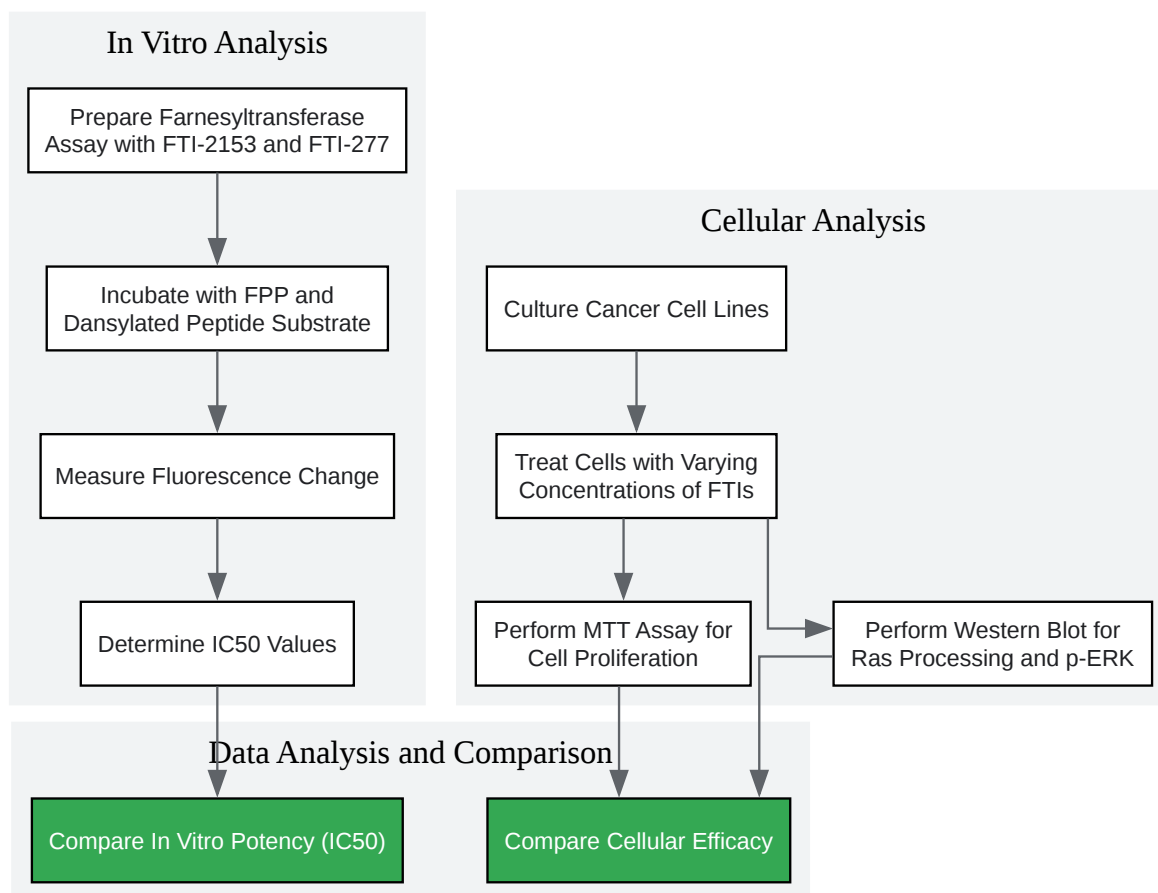 In Vitro Analysis
Prepare Farnesyltransferase
Assay with FTI-2153 and FTI-277
Incubate with FPP and
Dansylated Peptide Substrate
Measure Fluorescence Change
Determine IC50 Values
Cellular Analysis
Culture Cancer Cell Lines
Treat Cells with Varying
Concentrations of FTIs
Perform MTT Assay for
Cell Proliferation
Perform Western Blot for
Ras Processing and p-ERK
Data Analysis and Comparison
Compare In Vitro Potency (IC50)
Compare Cellular Efficacy